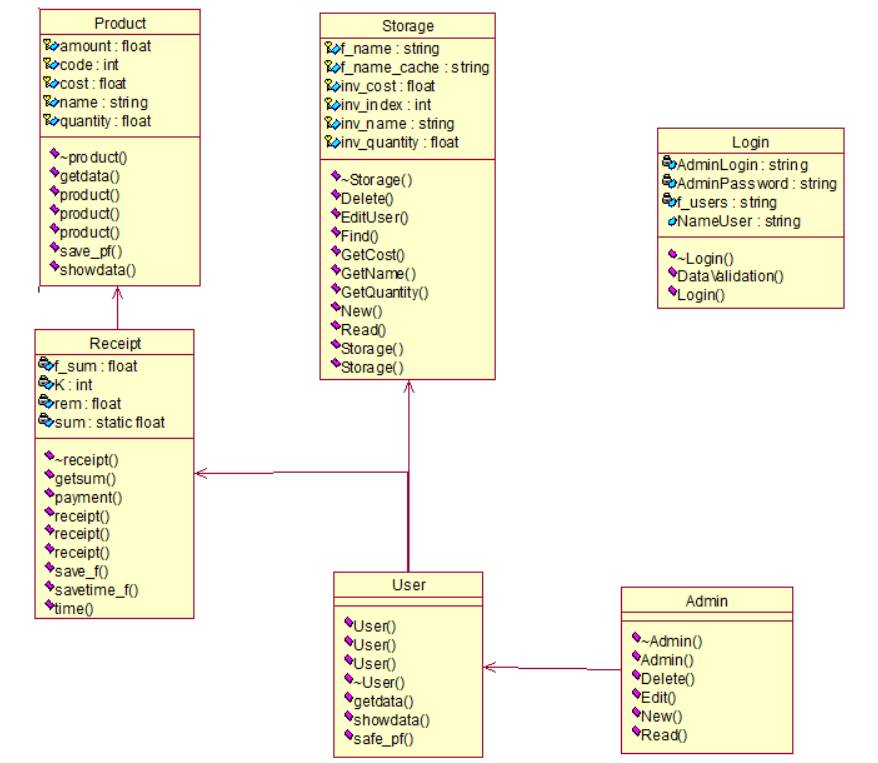 Product
amount : float
code : int
cost : float
name : string
quantity : float
~product()
getdata()
product()
product()
product()
save_pf()
showdata()
Storage
f_name : string
f_name_cache : string
inv_cost : float
inv_index : int
inv_name : string
inv_quantity : float
~Storage()
Delete()
EditUser()
Find()
GetCost()
GetName()
GetQuantity()
New()
Read()
Storage()
Storage()
Login
AdminLogin : string
AdminPassword : string
f_users : string
NameUser : string
~Login()
DataValidation()
Login()
Receipt
f_sum : float
K : int
rem : float
sum : static float
~receipt()
getsum()
payment()
receipt()
receipt()
receipt()
save_f()
savetime_f()
time()
User
User()
User()
User()
~User()
getdata()
showdata()
safe_pf()
Admin
~Admin()
Admin()
Delete()
Edit()
New()
Read()